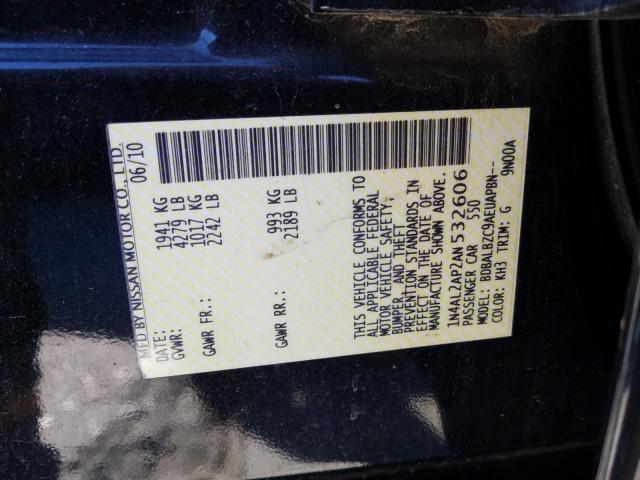 MFD BY NISSAN MOTOR CO., LTD.
DATE: 06/10
GVWR: 1941 KG
4279 LB
GAWR FR.: 1017 KG
2242 LB
GAWR RR.: 993 KG
2189 LB
THIS VEHICLE CONFORMS TO
ALL APPLICABLE FEDERAL
MOTOR VEHICLE SAFETY,
BUMPER, AND THEFT
PREVENTION STANDARDS IN
EFFECT ON THE DATE OF
MANUFACTURE SHOWN ABOVE.
1N4AL2AP2AN532606
PASSENGER CAR 550
MODEL: BDBALBZC9AEUAPBN--
COLOR: KH3 TRIM: G 9N00A